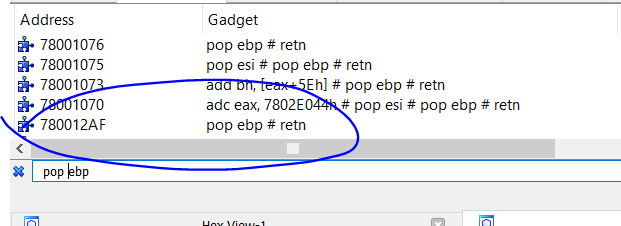 Address Gadget
78001076 pop ebp # retn
78001075 pop esi # pop ebp # retn
78001073 add bh, [eax+5Eh] # pop ebp # retn
78001070 adc eax, 7802E044h # pop esi # pop ebp # retn
780012AF pop ebp # retn
pop ebp
Hex View-1